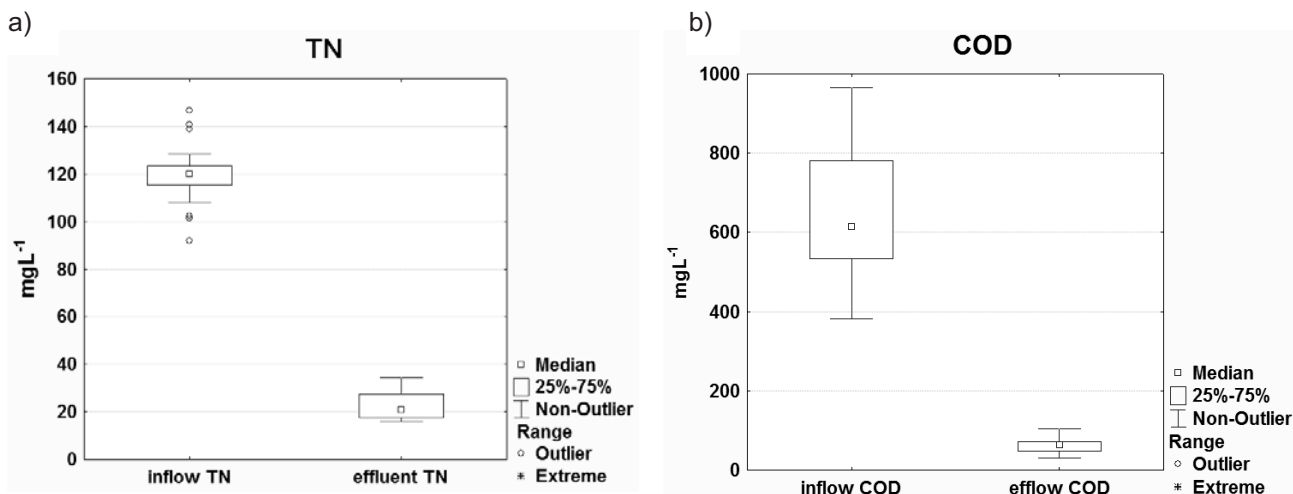 a)
TN
160
140
120
100
80
60
40
20
0
mgL⁻¹
inflow TN effluent TN
Median
25%-75%
Non-Outlier
Range
Outlier
Extreme
b)
COD
1000
800
600
400
200
0
mgL⁻¹
inflow COD efflow COD
Median
25%-75%
Non-Outlier
Range
Outlier
Extreme